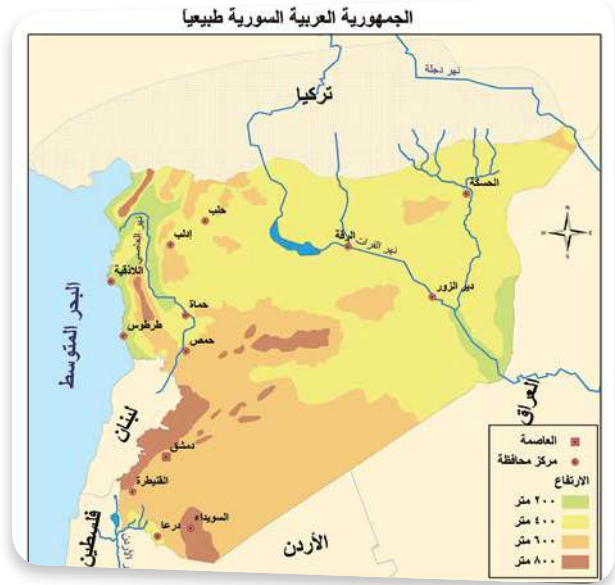 الجمهورية العربية السورية طبيعياً
نهر دجلة
تركيا
الحسكة
حلب
إدلب
الرقة
نهر الفرات
نهر العاصي
اللاذقية
دير الزور
حماة
طرطوس
حمص
البحر المتوسط
لبنان
العراق
دمشق
القنيطرة
السويداء
درعا
فلسطين
الأردن
الأردن
العاصمة
مركز محافظة
الارتفاع
٢٠٠ متر
٤٠٠ متر
٦٠٠ متر
٨٠٠ متر